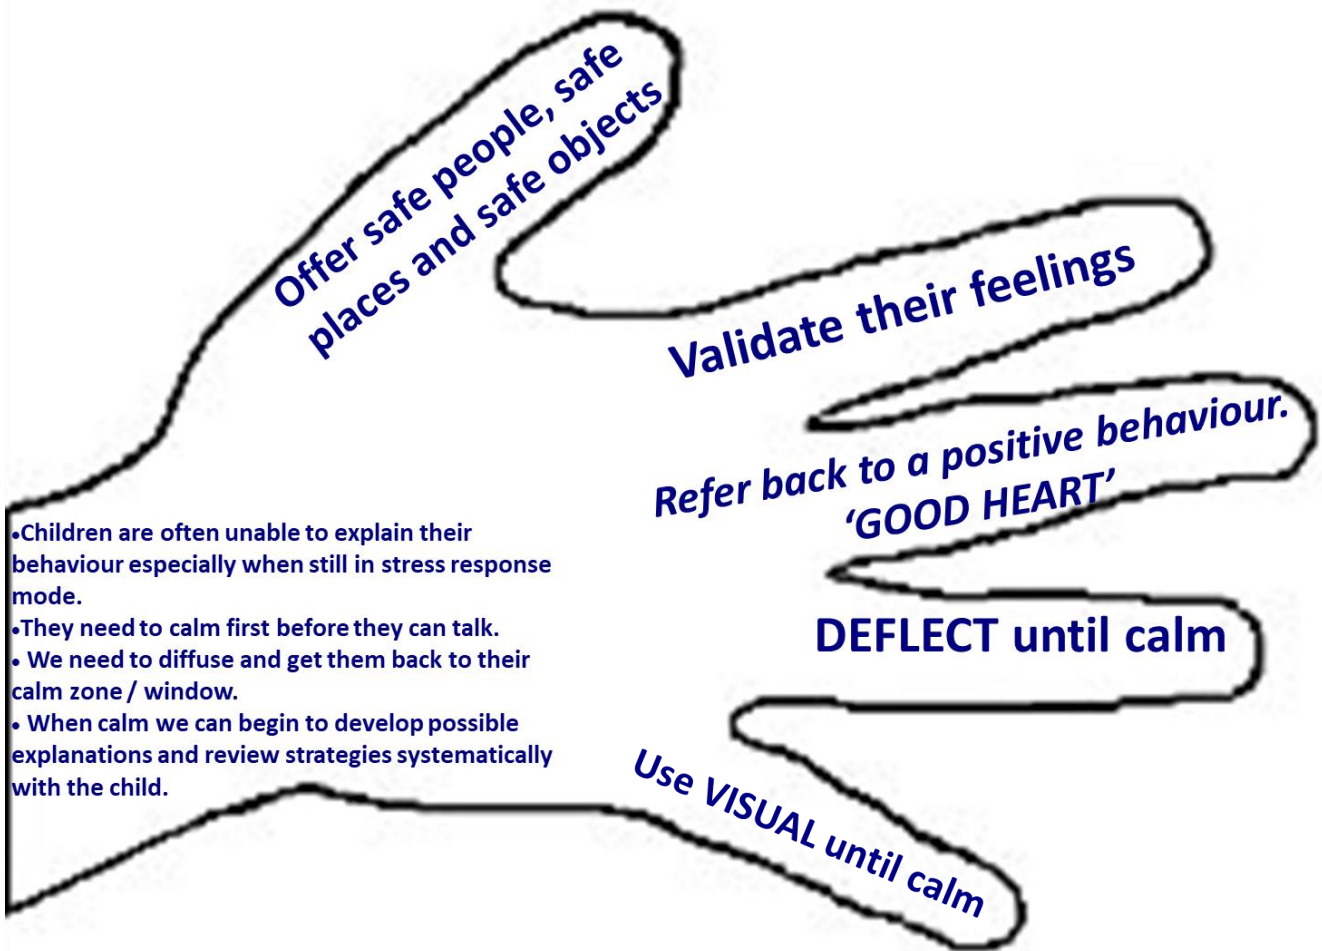 Offer safe people, safe
places and safe objects
Validate their feelings
Refer back to a positive behaviour.
‘GOOD HEART’
DEFLECT until calm
Use VISUAL until calm
•Children are often unable to explain their
behaviour especially when still in stress response
mode.
•They need to calm first before they can talk.
• We need to diffuse and get them back to their
calm zone / window.
• When calm we can begin to develop possible
explanations and review strategies systematically
with the child.